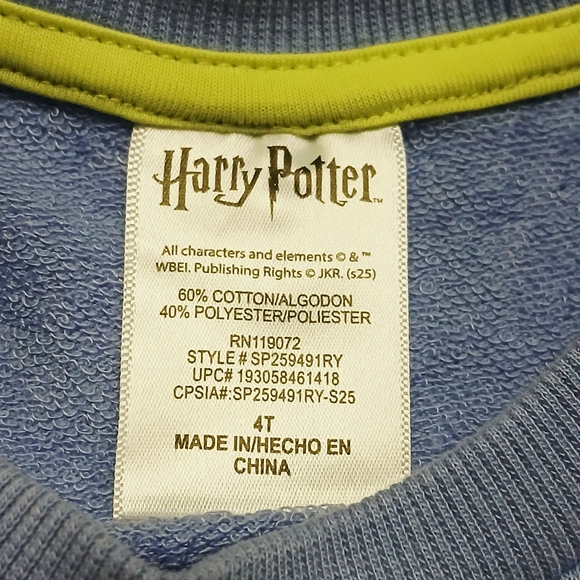 Harry Potter™
All characters and elements © & ™
WBEI. Publishing Rights © JKR. (s25)
60% COTTON/ALGODON
40% POLYESTER/POLIESTER
RN119072
STYLE # SP259491RY
UPC# 193058461418
CPSIA#:SP259491RY-S25
4T
MADE IN/HECHO EN
CHINA